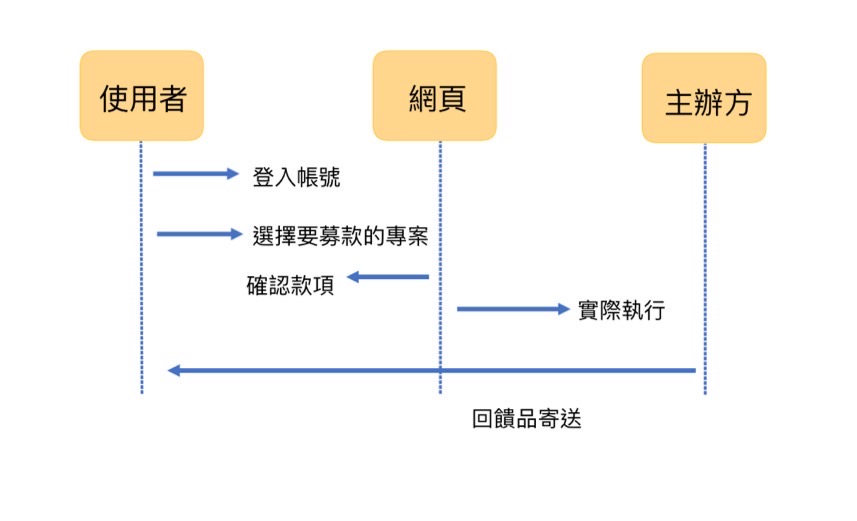 使用者
網頁
主辦方
登入帳號
選擇要募款的專案
確認款項
實際執行
回饋品寄送